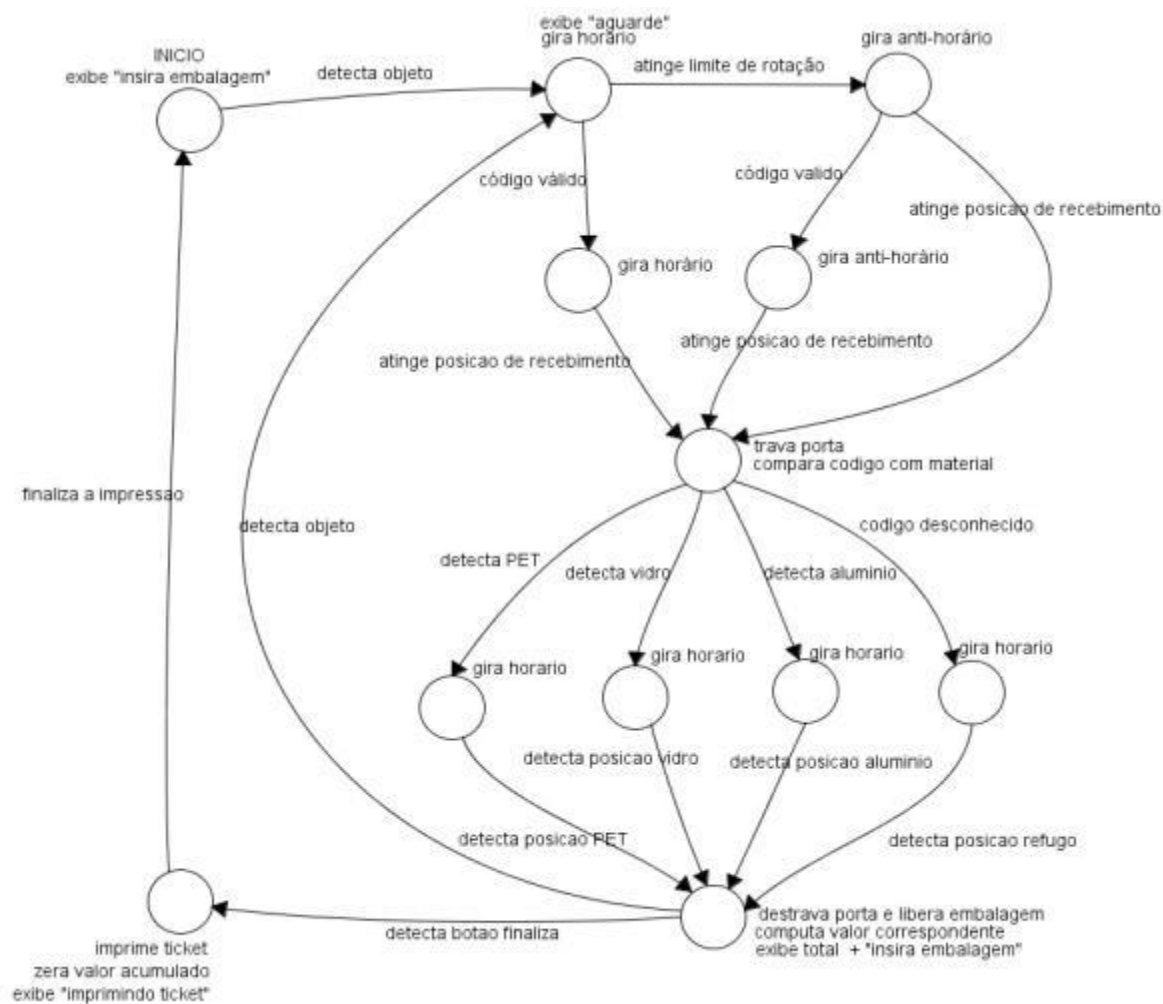 exibe "aguarde"
gira horário
gira anti-horário
INICIO
exibe "insira embalagem"
detecta objeto
atinge limite de rotação
código válido
código valido
atinge posicao de recebimento
gira horário
gira anti-horário
atinge posicao de recebimento
atinge posicao de recebimento
trava porta
compara codigo com material
finaliza a impressao
detecta objeto
codigo desconhecido
detecta PET
detecta vidro
detecta aluminio
gira horario
gira horario
gira horario
gira horario
detecta posicao vidro
detecta posicao aluminio
detecta posicao PET
detecta posicao refugo
destrava porta e libera embalagem
computa valor correspondente
exibe total + "insira embalagem"
detecta botao finaliza
imprime ticket
zera valor acumulado
exibe "imprimindo ticket"